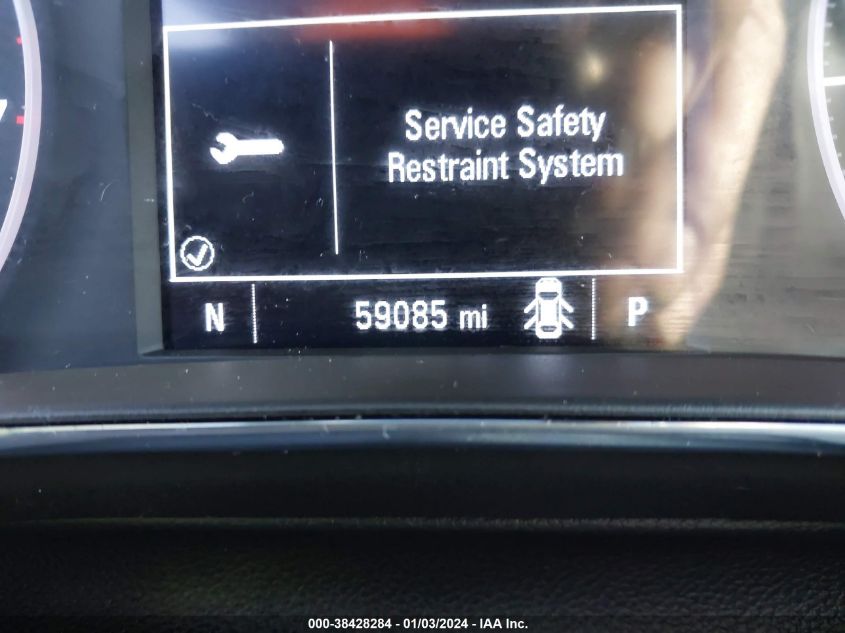 Service Safety
Restraint System
N 59085 mi P
000-38428284 - 01/03/2024 - IAA Inc.